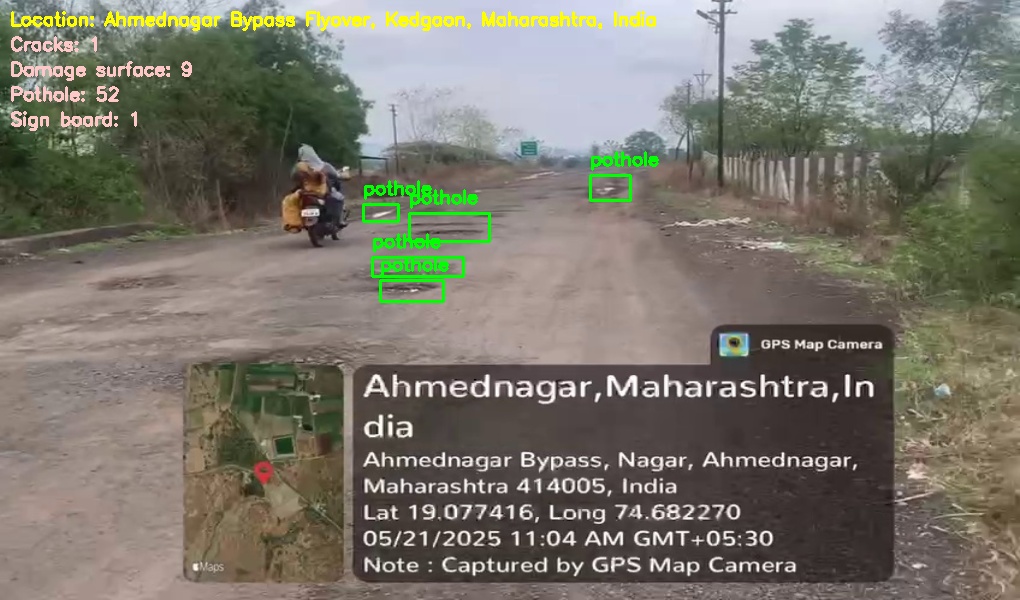 Location: Ahmednagar Bypass Flyover, Kedgaon, Maharashtra, India
Cracks: 1
Damage surface: 9
Pothole: 52
Sign board: 1
pothole
pothole
pothole
pothole
pothole
GPS Map Camera
Ahmednagar,Maharashtra,In
dia
Ahmednagar Bypass, Nagar, Ahmednagar,
Maharashtra 414005, India
Lat 19.077416, Long 74.682270
05/21/2025 11:04 AM GMT+05:30
Note : Captured by GPS Map Camera
Maps